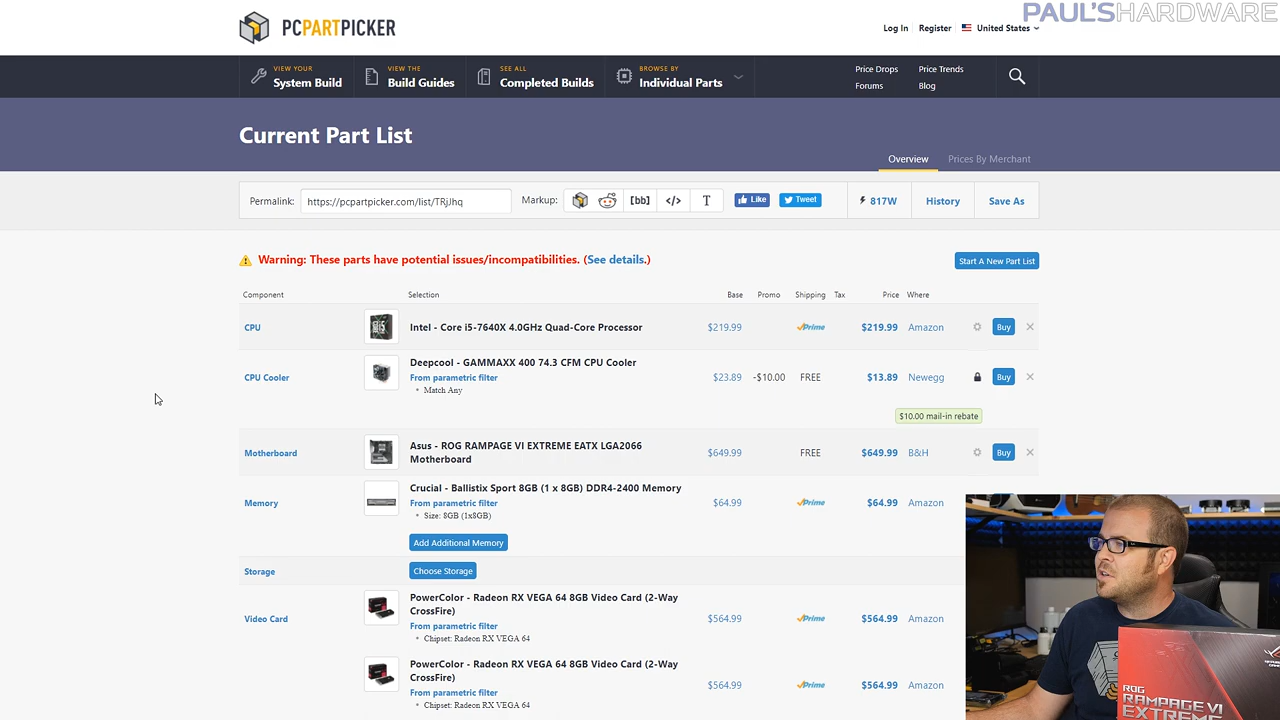 PAUL'SHARDWARE
PCPARTPICKER
Log In Register United States
VIEW YOUR
System Build
VIEW THE
Build Guides
SEE ALL
Completed Builds
BROWSE BY
Individual Parts
Price Drops Price Trends
Forums Blog
Current Part List
Overview Prices By Merchant
Permalink: https://pcpartpicker.com/list/TRjJhq Markup: [bb] </> T Like Tweet 817W History Save As
Warning: These parts have potential issues/incompatibilities. (See details.) Start A New Part List
Component Selection Base Promo Shipping Tax Price Where
CPU Intel - Core i5-7640X 4.0GHz Quad-Core Processor $219.99 Prime $219.99 Amazon Buy
Deepcool - GAMMAXX 400 74.3 CFM CPU Cooler
CPU Cooler From parametric filter $23.89 -$10.00 FREE $13.89 Newegg Buy
• Match Any
$10.00 mail-in rebate
Asus - ROG RAMPAGE VI EXTREME EATX LGA2066
Motherboard $649.99 FREE $649.99 B&H Buy
Motherboard
Crucial - Ballistix Sport 8GB (1 x 8GB) DDR4-2400 Memory
Memory From parametric filter $64.99 Prime $64.99 Amazon
• Size: 8GB (1x8GB)
Add Additional Memory
Storage Choose Storage
PowerColor - Radeon RX VEGA 64 8GB Video Card (2-Way
CrossFire)
Video Card $564.99 Prime $564.99 Amazon
From parametric filter
• Chipset: Radeon RX VEGA 64
PowerColor - Radeon RX VEGA 64 8GB Video Card (2-Way
CrossFire)
$564.99 Prime $564.99 Amazon
From parametric filter
• Chipset: Radeon RX VEGA 64
ROG
RAMPAGE VI
EXTREME